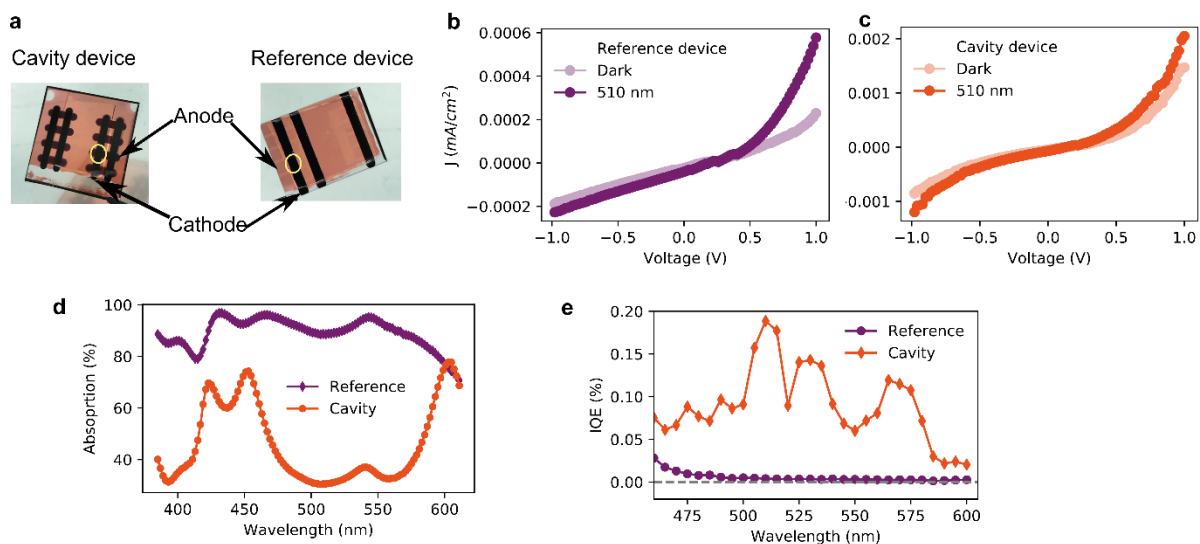 a
Cavity device
Reference device
Anode
Cathode
b
0.0006
0.0004
0.0002
0.0000
−0.0002
J (mA/cm²)
Reference device
Dark
510 nm
−1.0 −0.5 0.0 0.5 1.0
Voltage (V)
c
0.002
0.001
0.000
-0.001
Cavity device
Dark
510 nm
−1.0 −0.5 0.0 0.5 1.0
Voltage (V)
d
100
80
60
40
Absoprtion (%)
Reference
Cavity
400 450 500 550 600
Wavelength (nm)
e
0.20
0.15
0.10
0.05
0.00
IQE (%)
Reference
Cavity
475 500 525 550 575 600
Wavelength (nm)